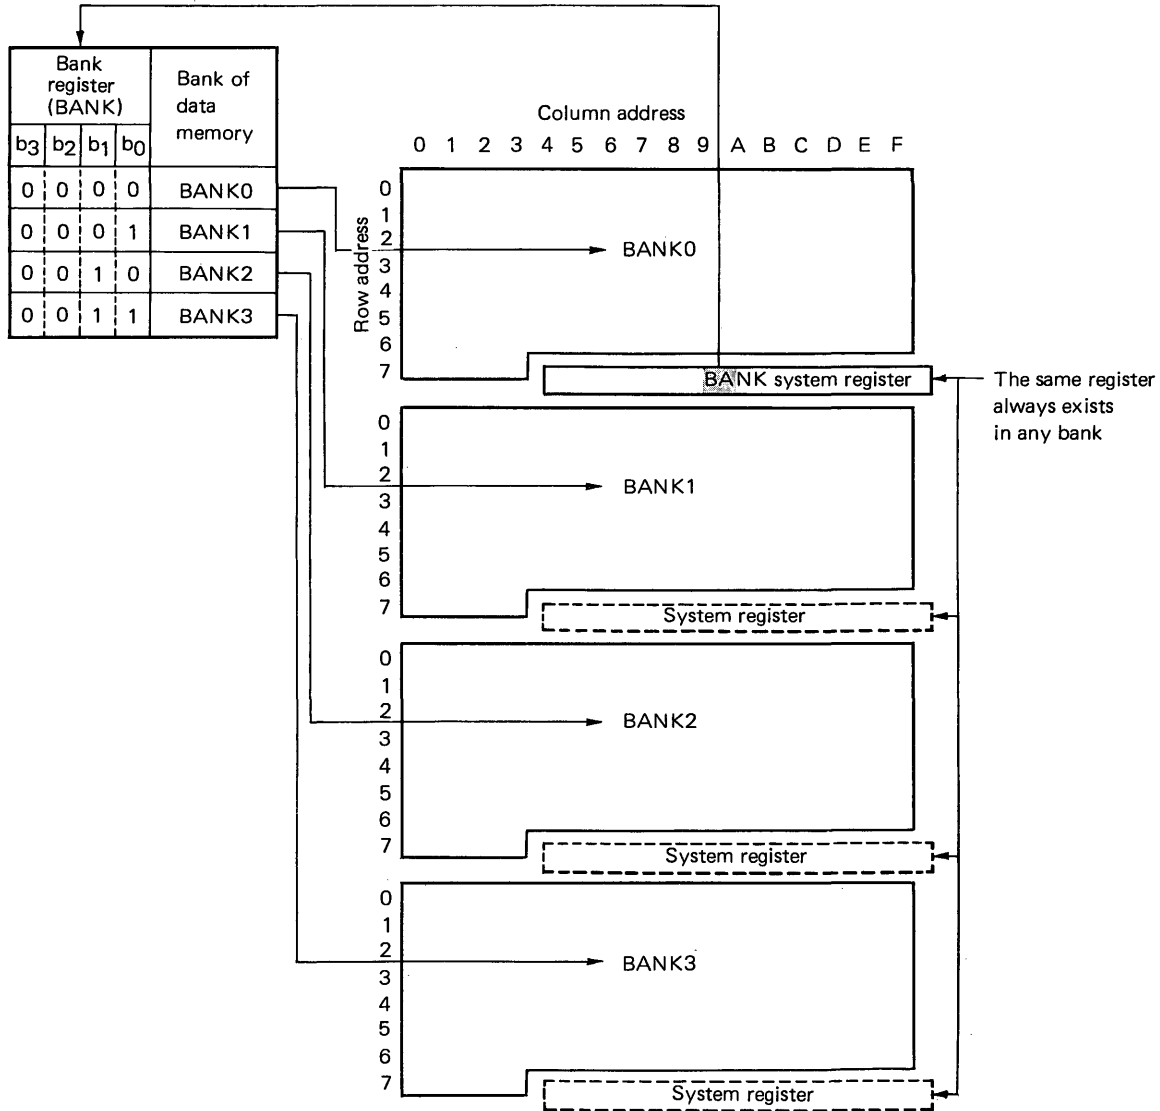 Bank register (BANK)
Bank of data memory
b3 b2 b1 b0
0 0 0 0 BANK0
0 0 0 1 BANK1
0 0 1 0 BANK2
0 0 1 1 BANK3
Column address
0 1 2 3 4 5 6 7 8 9 A B C D E F
Row address
0
1
2
3
4
5
6
7
BANK0
BANK system register
The same register
always exists
in any bank
0
1
2
3
4
5
6
7
BANK1
System register
0
1
2
3
4
5
6
7
BANK2
System register
0
1
2
3
4
5
6
7
BANK3
System register